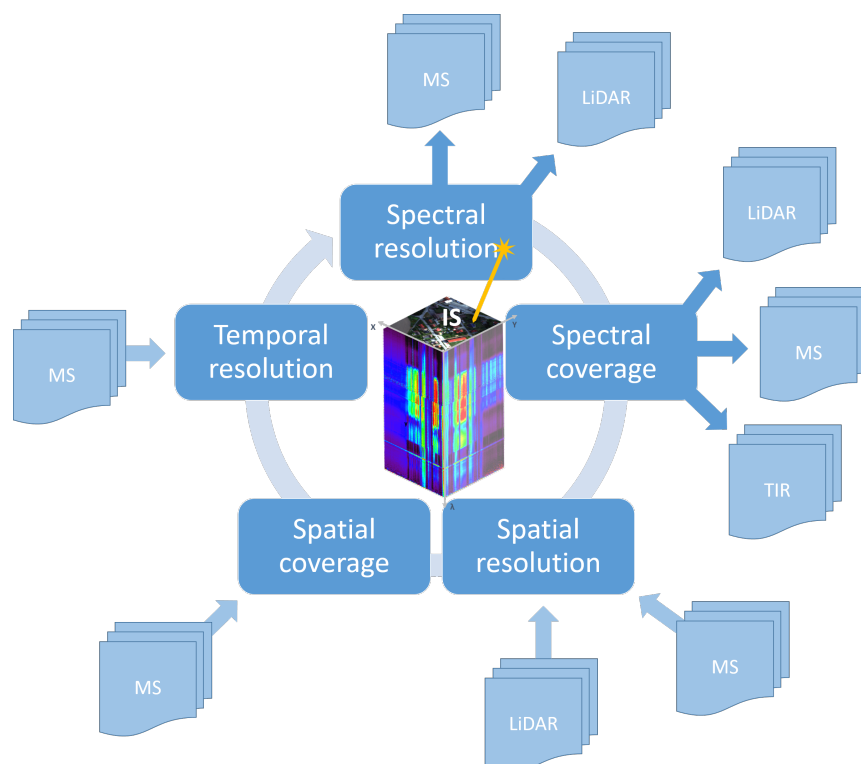 MS
LiDAR
LiDAR
Spectral
resolution
IS
X
Y
Temporal
resolution
Spectral
coverage
MS
MS
TIR
λ
Spatial
coverage
Spatial
resolution
MS
LiDAR
MS